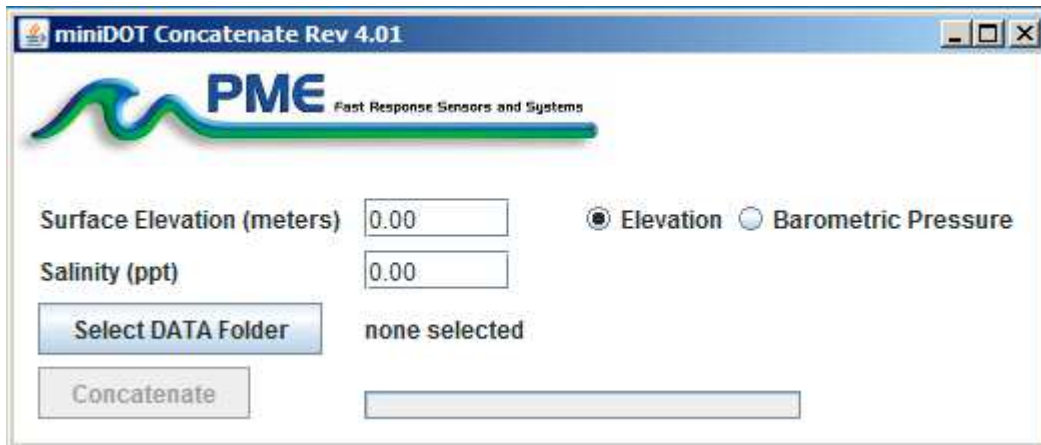 miniDOT Concatenate Rev 4.01
PME Fast Response Sensors and Systems
Surface Elevation (meters) 0.00 Elevation Barometric Pressure
Salinity (ppt) 0.00
Select DATA Folder none selected
Concatenate